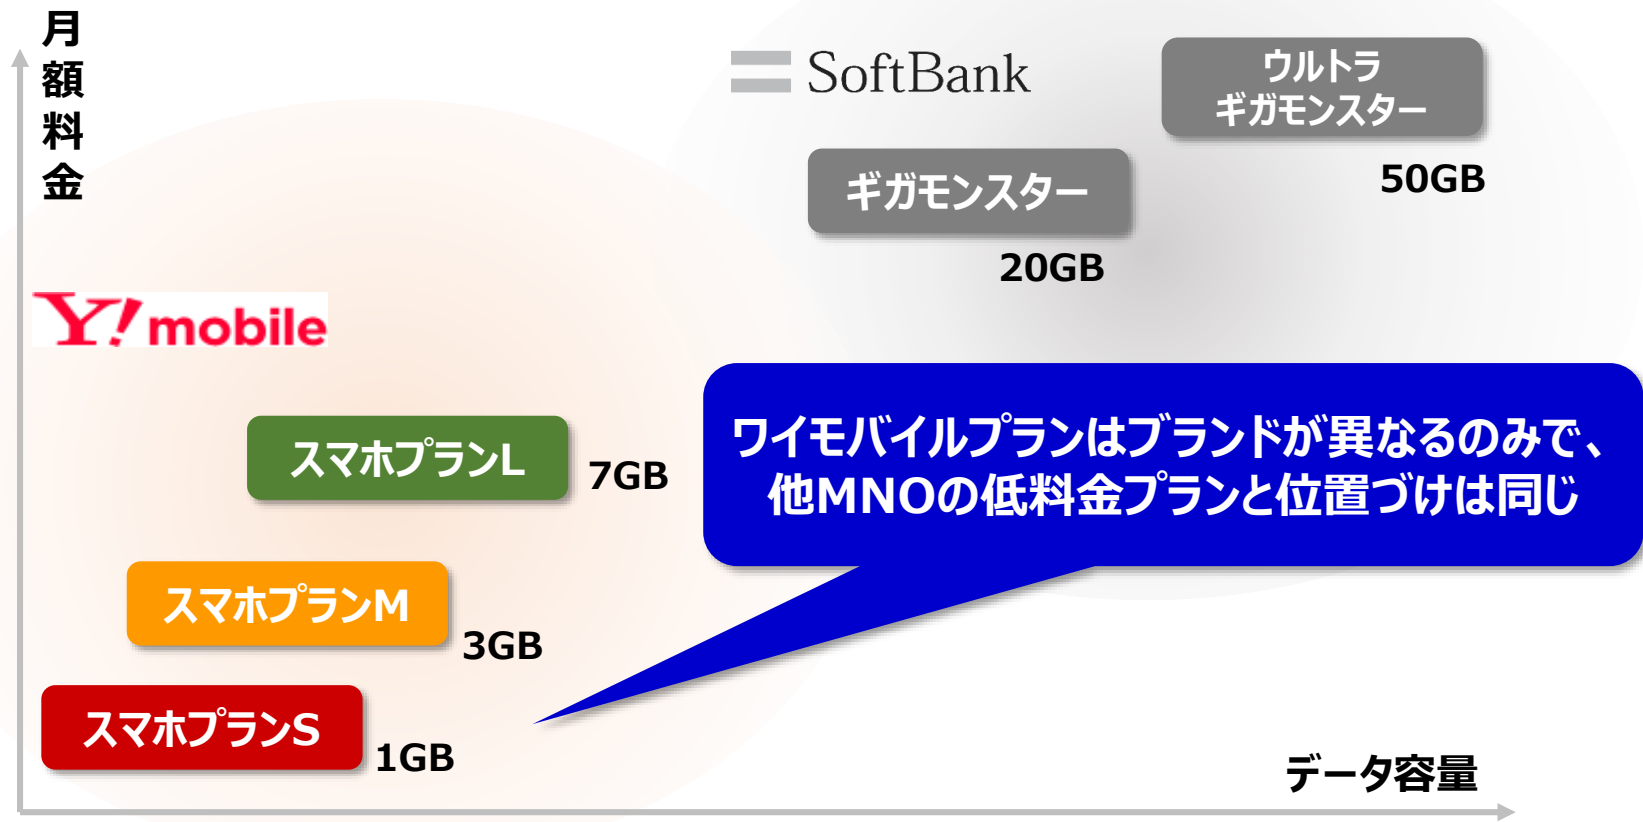 月額料金
SoftBank
ウルトラ
ギガモンスター
50GB
ギガモンスター
20GB
Y!mobile
スマホプランL
7GB
ワイモバイルプランはブランドが異なるのみで、
他MNOの低料金プランと位置づけは同じ
スマホプランM
3GB
スマホプランS
1GB
データ容量